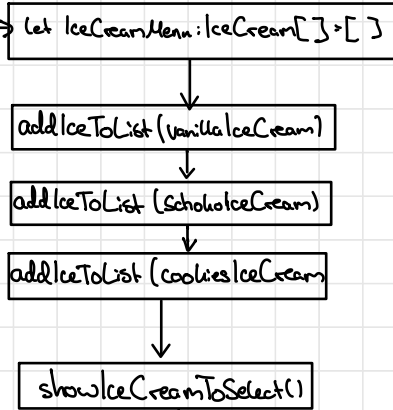 let IceCreamMenu: IceCream[] = []
addIceToList (vanillaIceCream)
addIceToList (SchokoIceCream)
addIceToList (cookiesIceCream
showIceCreamToSelect()